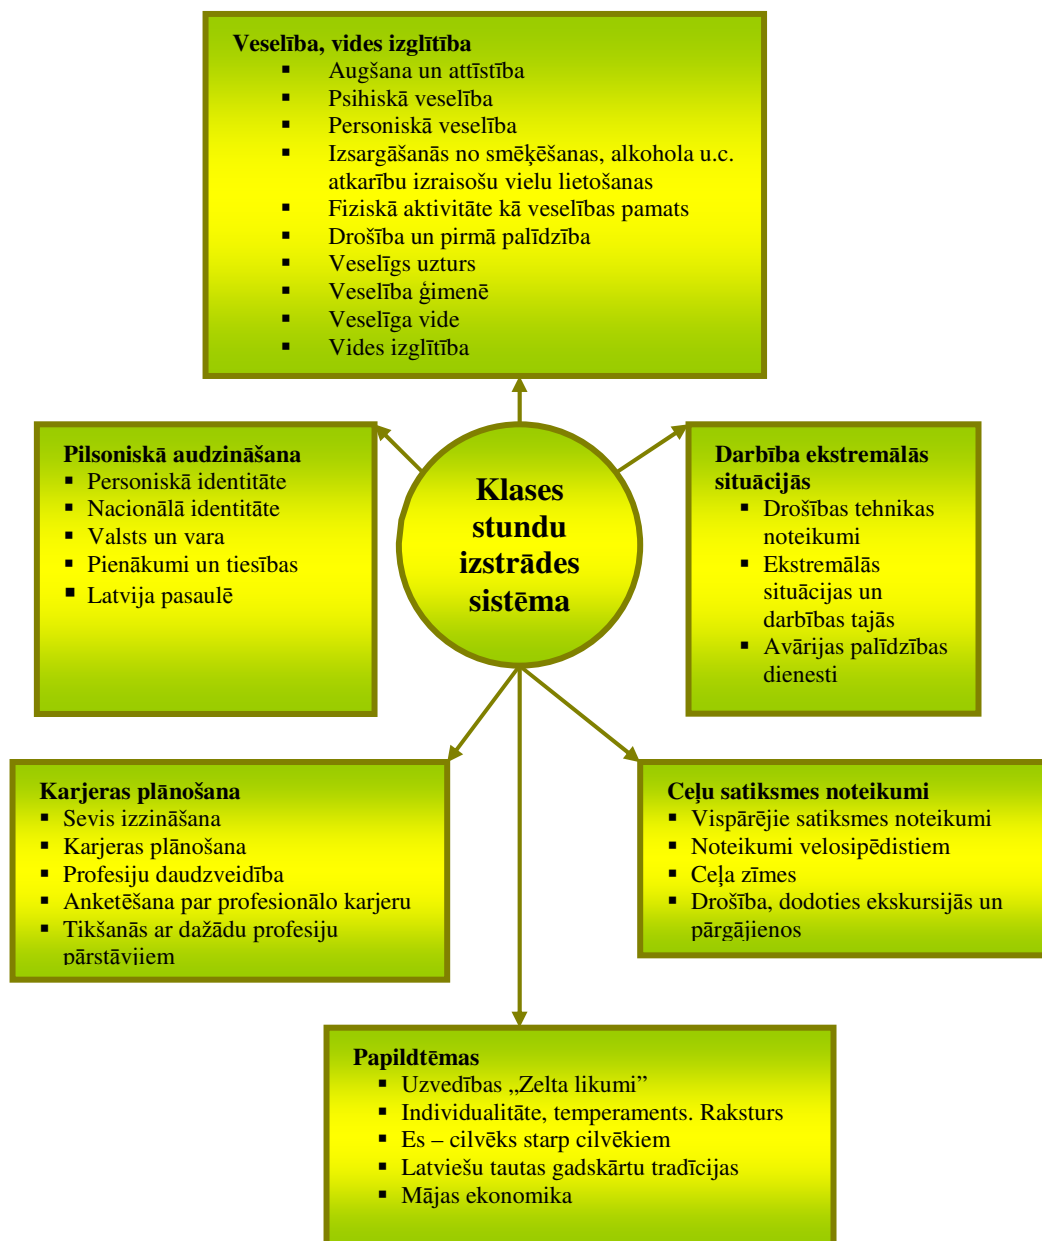 Veselība, vides izglītība
▪ Augšana un attīstība
▪ Psihiskā veselība
▪ Personiskā veselība
▪ Izsargāšanās no smēķēšanas, alkohola u.c.
atkarību izraisošu vielu lietošanas
▪ Fiziskā aktivitāte kā veselības pamats
▪ Drošība un pirmā palīdzība
▪ Veselīgs uzturs
▪ Veselība ģimenē
▪ Veselīga vide
▪ Vides izglītība
Pilsoniskā audzināšana
▪ Personiskā identitāte
▪ Nacionālā identitāte
▪ Valsts un vara
▪ Pienākumi un tiesības
▪ Latvija pasaulē
Klases
stundu
izstrādes
sistēma
Darbība ekstremālās
situācijās
▪ Drošības tehnikas
noteikumi
▪ Ekstremālās
situācijas un
darbības tajās
▪ Avārijas palīdzības
dienesti
Karjeras plānošana
▪ Sevis izzināšana
▪ Karjeras plānošana
▪ Profesiju daudzveidība
▪ Anketēšana par profesionālo karjeru
▪ Tikšanās ar dažādu profesiju
pārstāvjiem
Ceļu satiksmes noteikumi
▪ Vispārējie satiksmes noteikumi
▪ Noteikumi velosipēdistiem
▪ Ceļa zīmes
▪ Drošība, dodoties ekskursijās un
pārgājienos
Papildtēmas
▪ Uzvedības „Zelta likumi”
▪ Individualitāte, temperaments. Raksturs
▪ Es – cilvēks starp cilvēkiem
▪ Latviešu tautas gadskārtu tradīcijas
▪ Mājas ekonomika